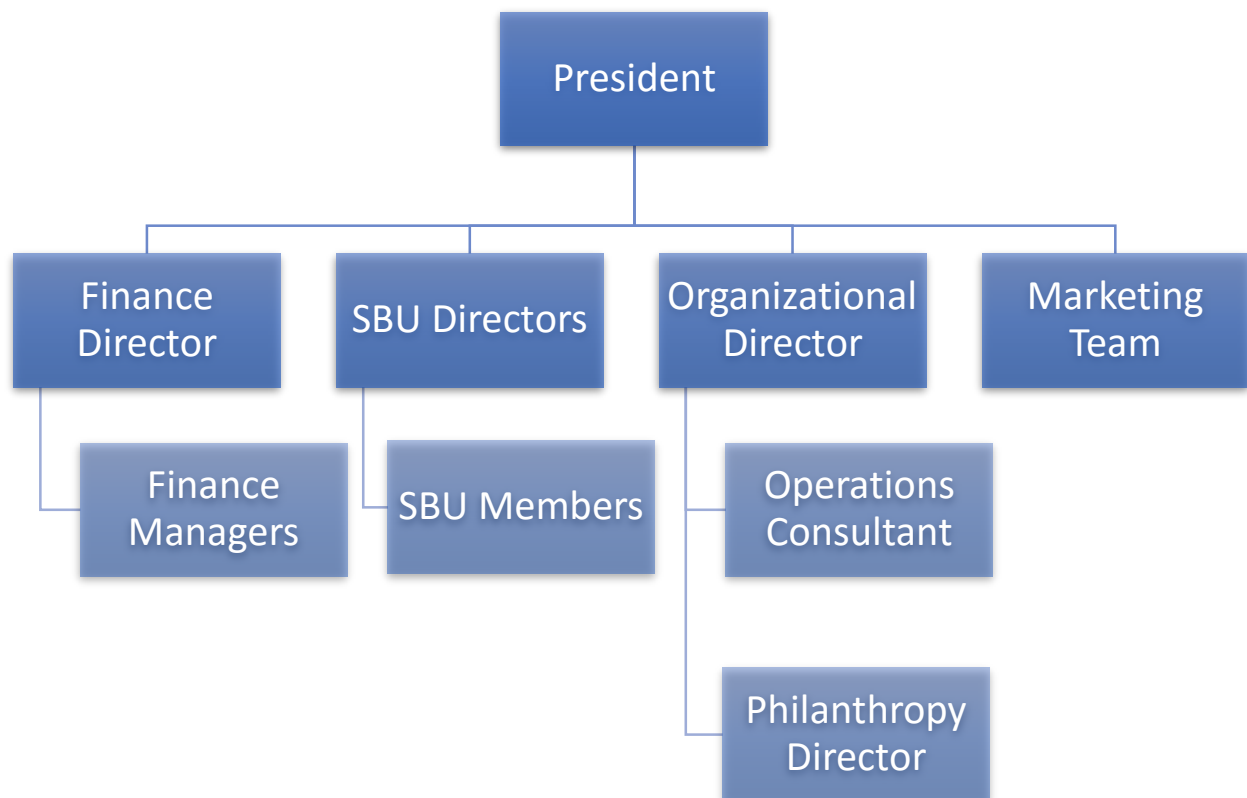 President
Finance
Director
SBU Directors
Organizational
Director
Marketing
Team
Finance
Managers
SBU Members
Operations
Consultant
Philanthropy
Director